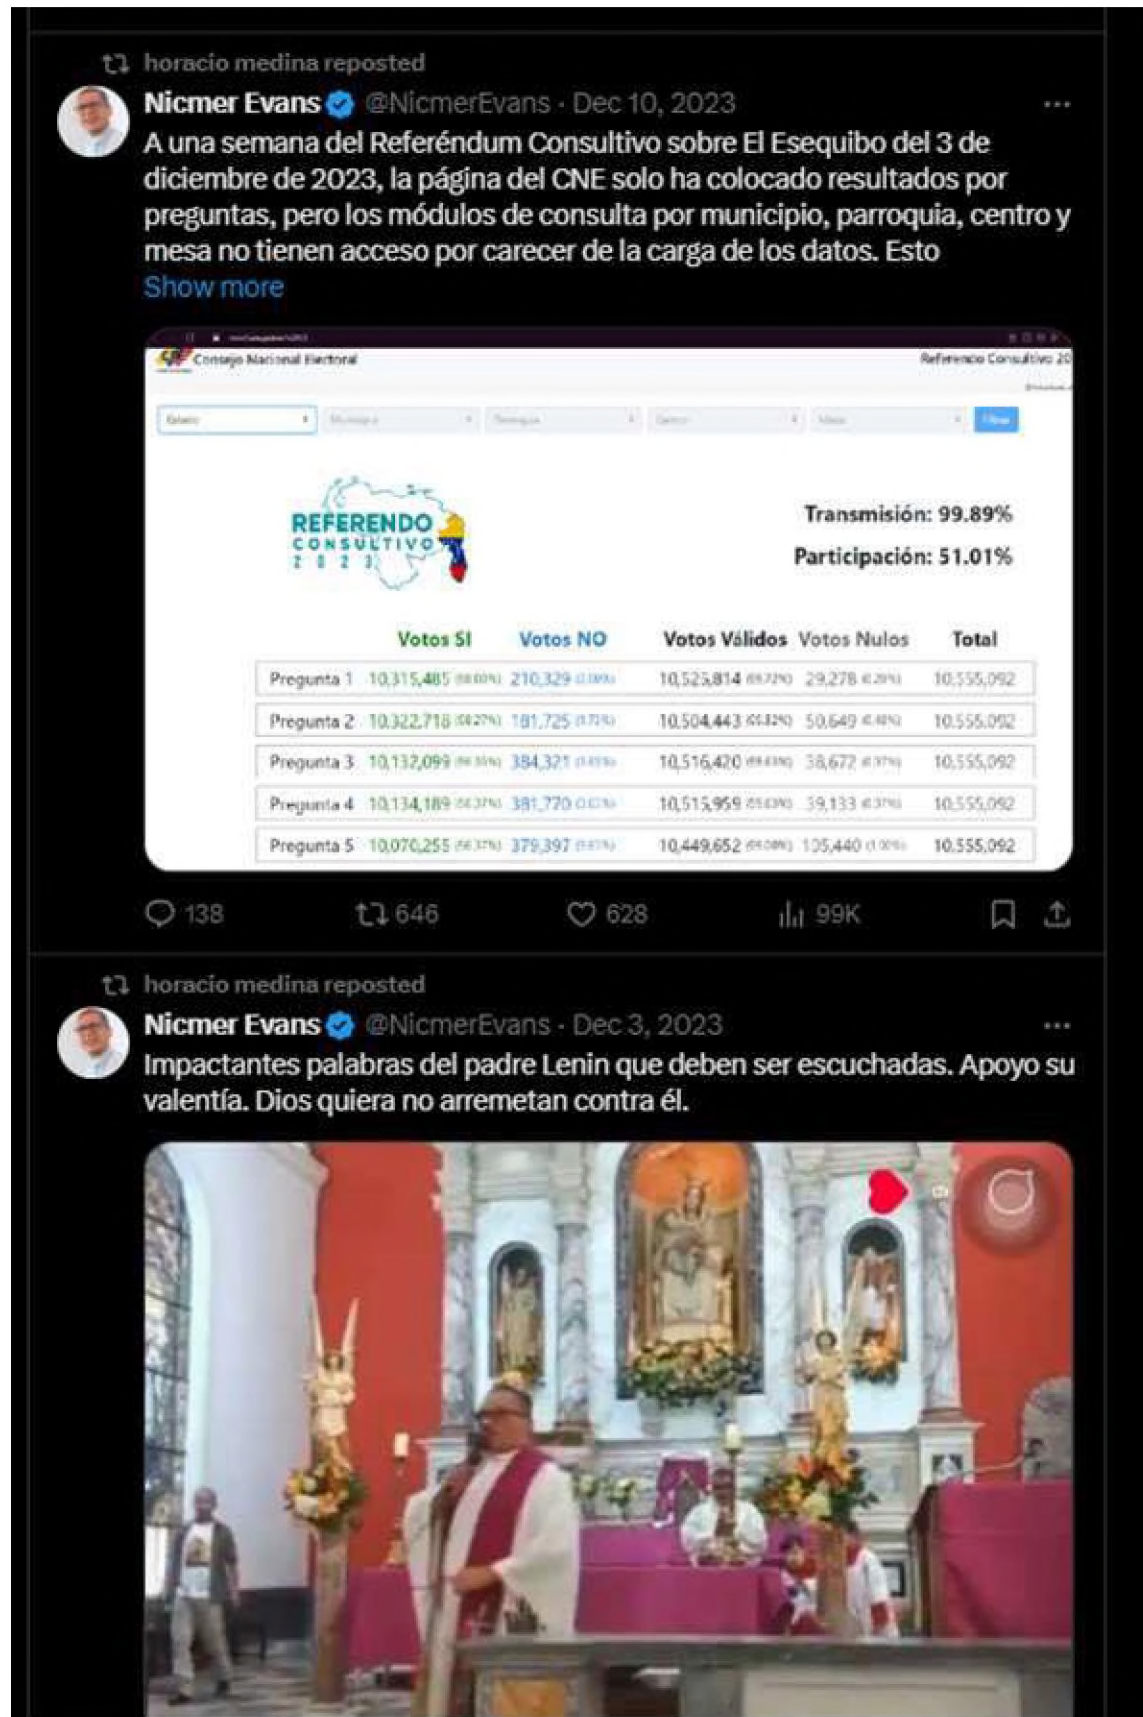 horacio medina reposted
Nicmer Evans @NicmerEvans · Dec 10, 2023
A una semana del Referéndum Consultivo sobre El Esequibo del 3 de
diciembre de 2023, la página del CNE solo ha colocado resultados por
preguntas, pero los módulos de consulta por municipio, parroquia, centro y
mesa no tienen acceso por carecer de la carga de los datos. Esto
Show more
Consejo Nacional Electoral
Referendo Consultivo 20
Filtrar
REFERENDO
CONSULTIVO
2023
Transmisión: 99.89%
Participación: 51.01%
Votos SI Votos NO Votos Válidos Votos Nulos Total
Pregunta 1 10,315,485 210,329 10,525,814 29,278 10,555,092
Pregunta 2 10,322,718 181,725 10,504,443 50,649 10,555,092
Pregunta 3 10,132,099 384,321 10,516,420 38,672 10,555,092
Pregunta 4 10,134,189 381,770 10,515,959 39,133 10,555,092
Pregunta 5 10,070,255 379,397 10,449,652 105,440 10,555,092
138 646 628 99K
horacio medina reposted
Nicmer Evans @NicmerEvans · Dec 3, 2023
Impactantes palabras del padre Lenin que deben ser escuchadas. Apoyo su
valentía. Dios quiera no arremetan contra él.